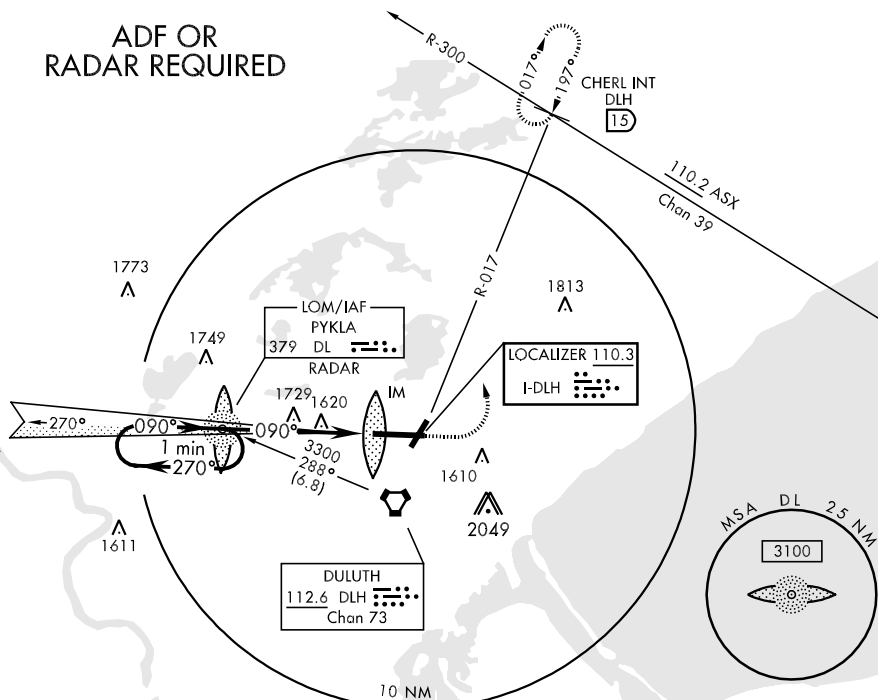 ADF OR
RADAR REQUIRED
R-300
017°
197°
CHERL INT
DLH
15
110.2 ASX
Chan 39
R-017
1773
1813
1749
LOM/IAF
PYKLA
379 DL
RADAR
LOCALIZER 110.3
I-DLH
1729
1620
IM
270°
090°
090°
1 min
270°
3300
288°
(6.8)
1610
2049
1611
DULUTH
112.6 DLH
Chan 73
MSA DL 25 NM
3100
10 NM